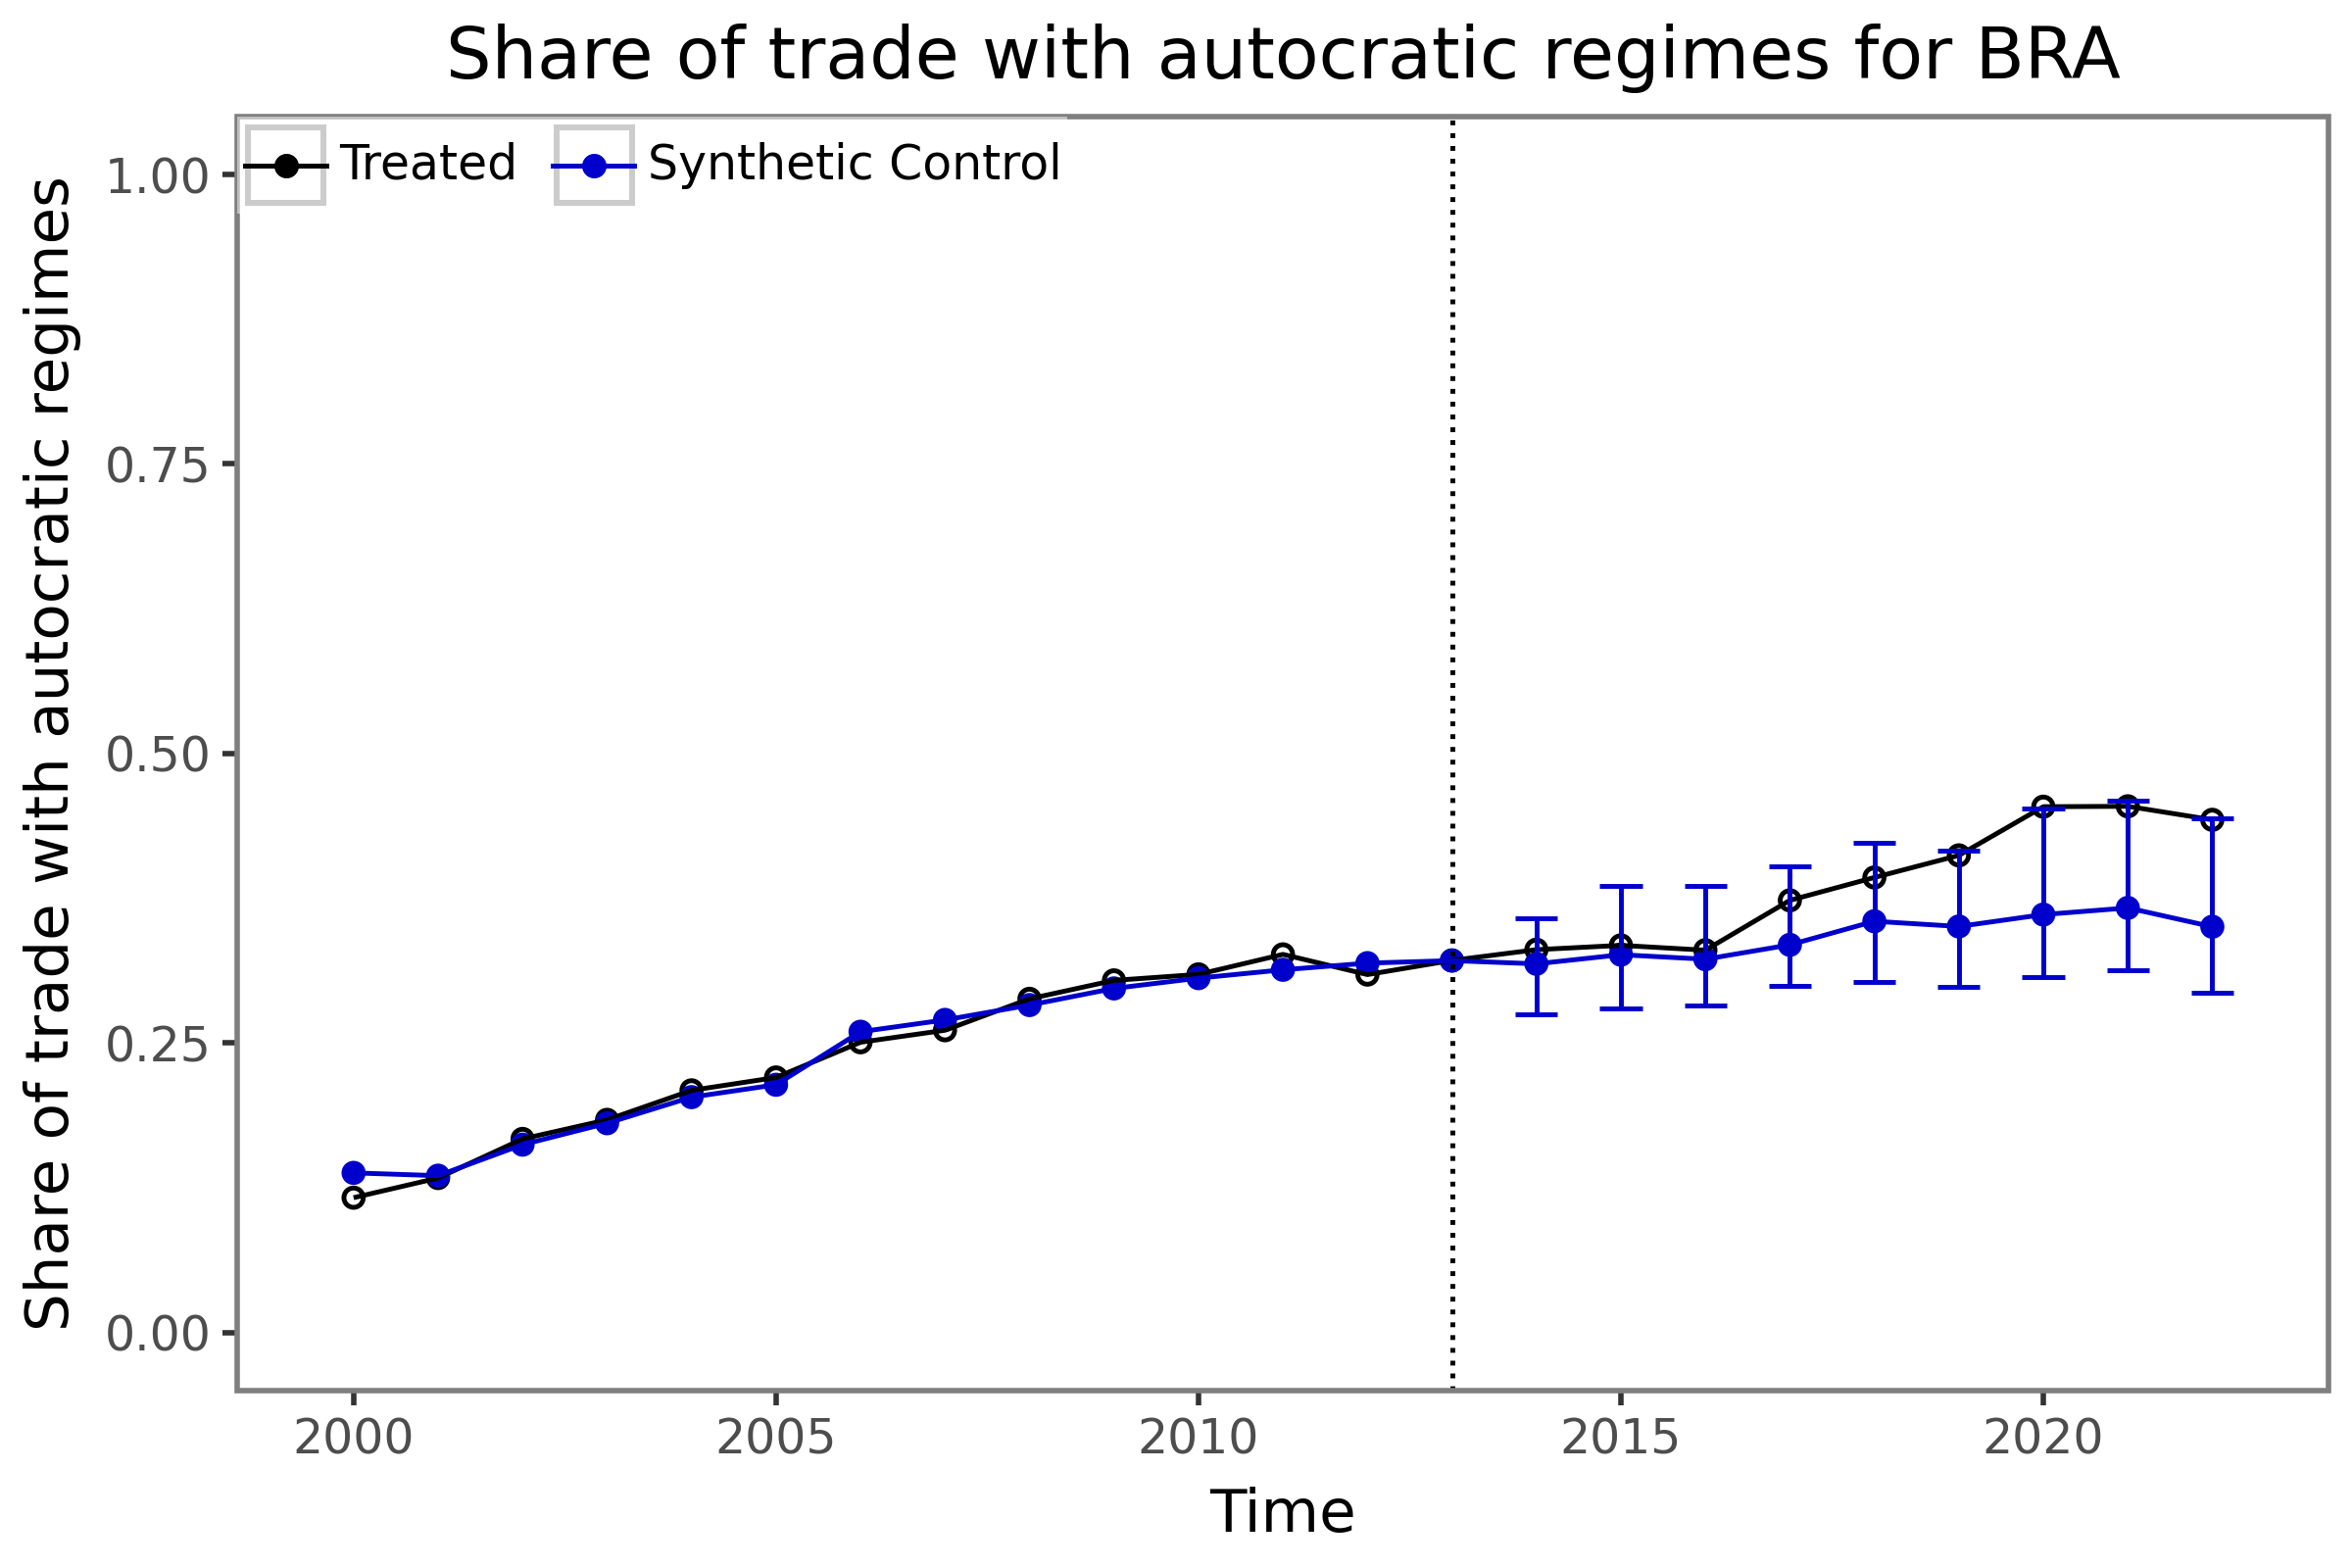 Share of trade with autocratic regimes for BRA
Treated
Synthetic Control
Share of trade with autocratic regimes
1.00
0.75
0.50
0.25
0.00
2000
2005
2010
2015
2020
Time